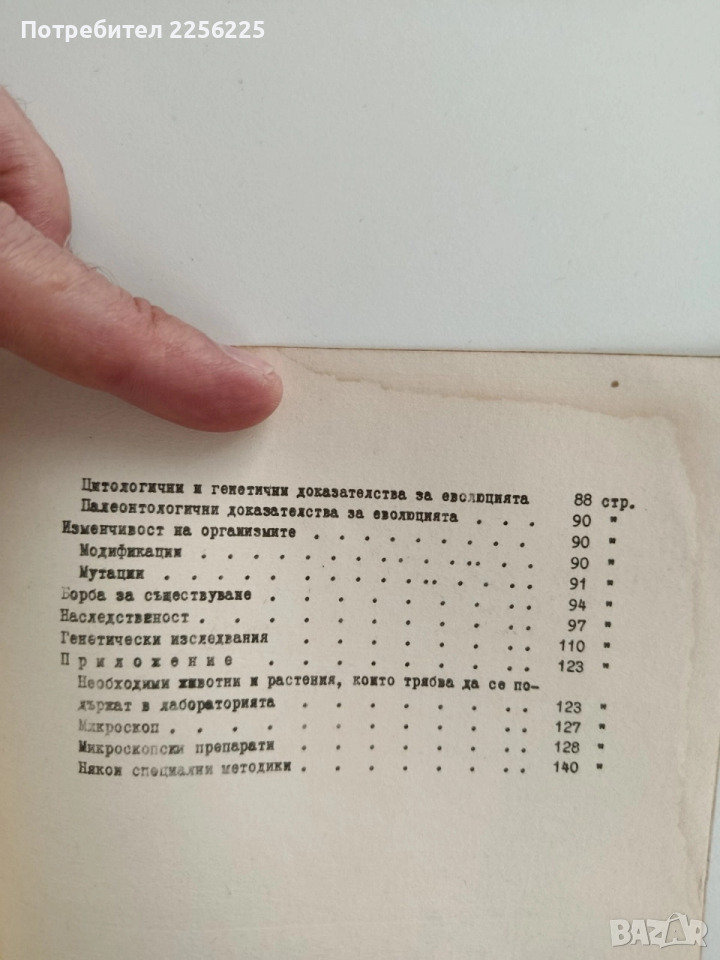 Потребител 2256225
Цитологични и генетични доказателства за еволюцията 88 стр.
Палеонтологични доказателства за еволюцията . . . 90 "
Изменчивост на организмите . . . . . . . . 90 "
Модификации . . . . . . . . . . . 90 "
Мутации . . . . . . . . . . . . 91 "
Борба за съществуване . . . . . . . . . 94 "
Наследственост . . . . . . . . . . . 97 "
Генетически изследвания . . . . . . . . 110 "
Приложение . . . . . . . . . 123 "
Необходими животни и растения, които трябва да се по-
държат в лабораторията . . . . . . . . 123 "
Микроскоп . . . . . . . . . . . . 127 "
Микроскопски препарати . . . . . . . . 128 "
Някои специални методики . . . . . . . . 140 "
BAZAR